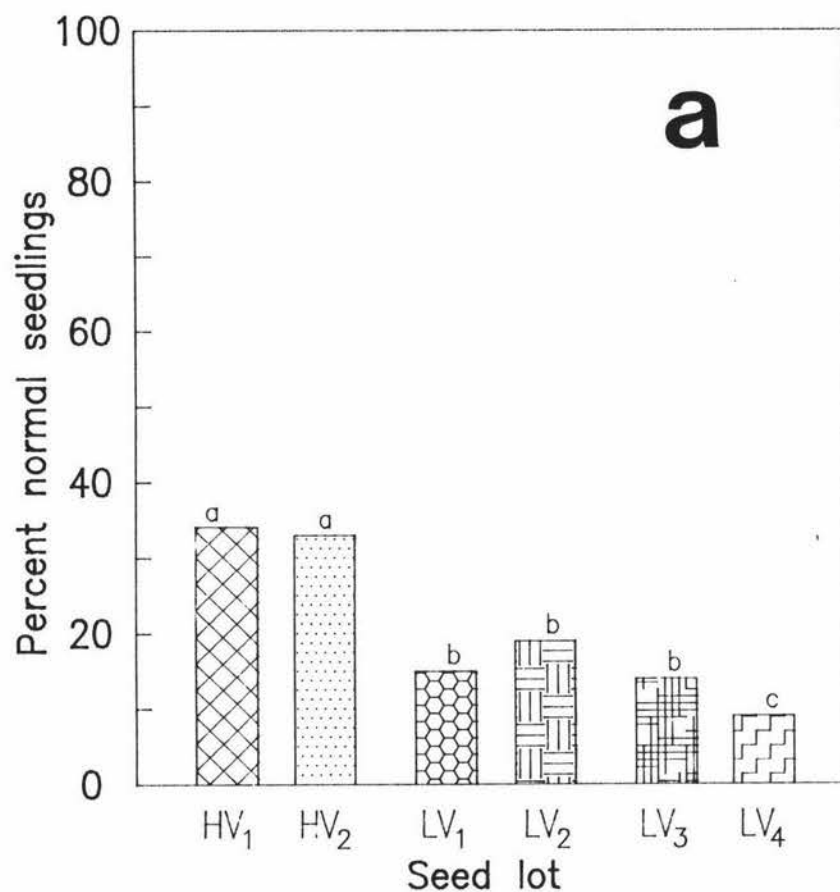 a
Percent normal seedlings
100
80
60
40
20
0
a
a
b
b
b
c
HV₁ HV₂ LV₁ LV₂ LV₃ LV₄
Seed lot